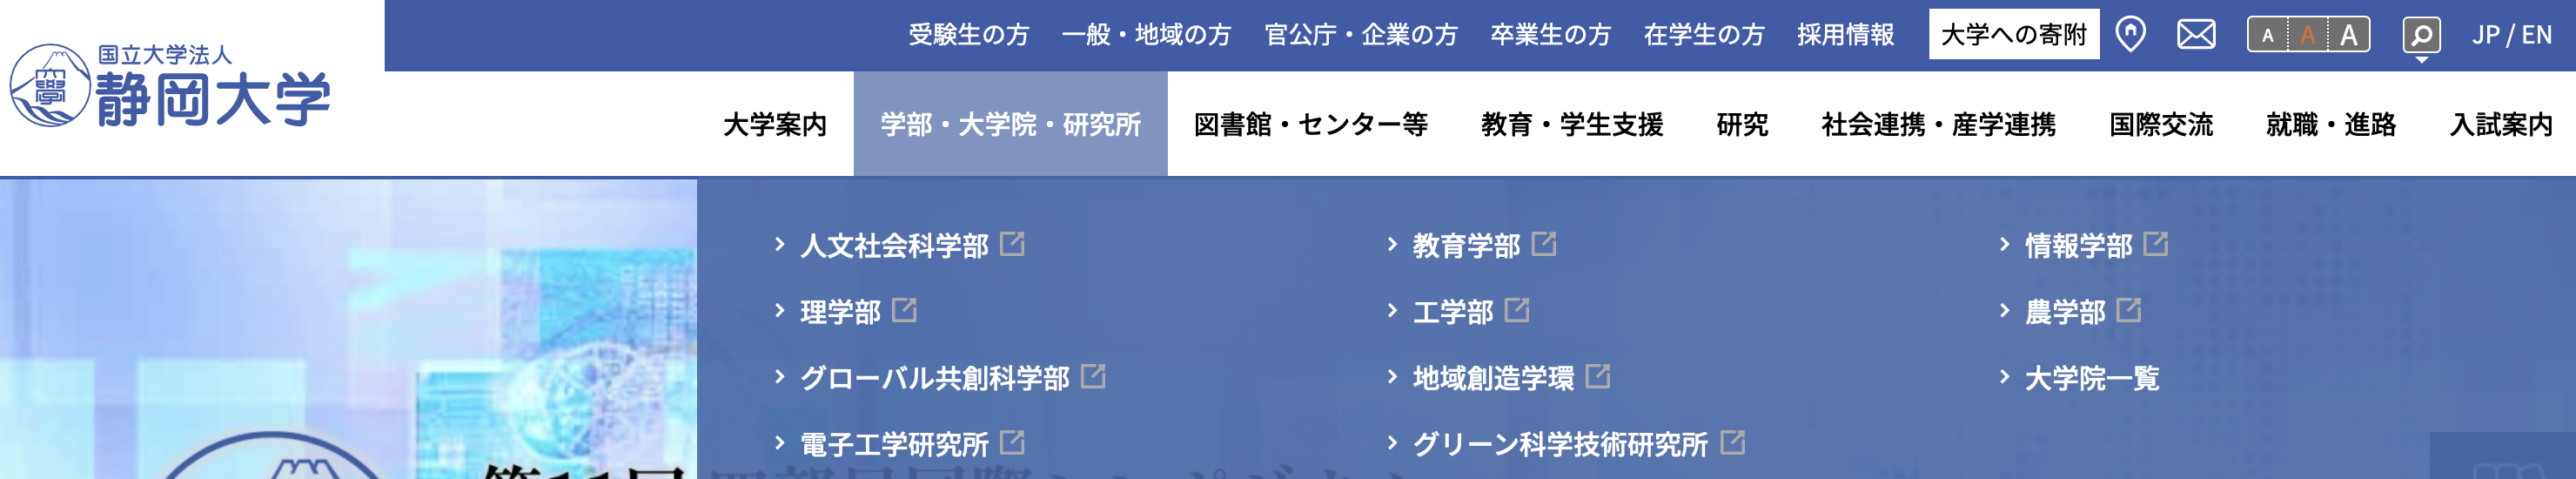 国立大学法人
静岡大学
受験生の方 一般・地域の方 官公庁・企業の方 卒業生の方 在学生の方 採用情報 大学への寄附 A A A JP / EN
大学案内 学部・大学院・研究所 図書館・センター等 教育・学生支援 研究 社会連携・産学連携 国際交流 就職・進路 入試案内
人文社会科学部 教育学部 情報学部
理学部 工学部 農学部
グローバル共創科学部 地域創造学環 大学院一覧
電子工学研究所 グリーン科学技術研究所